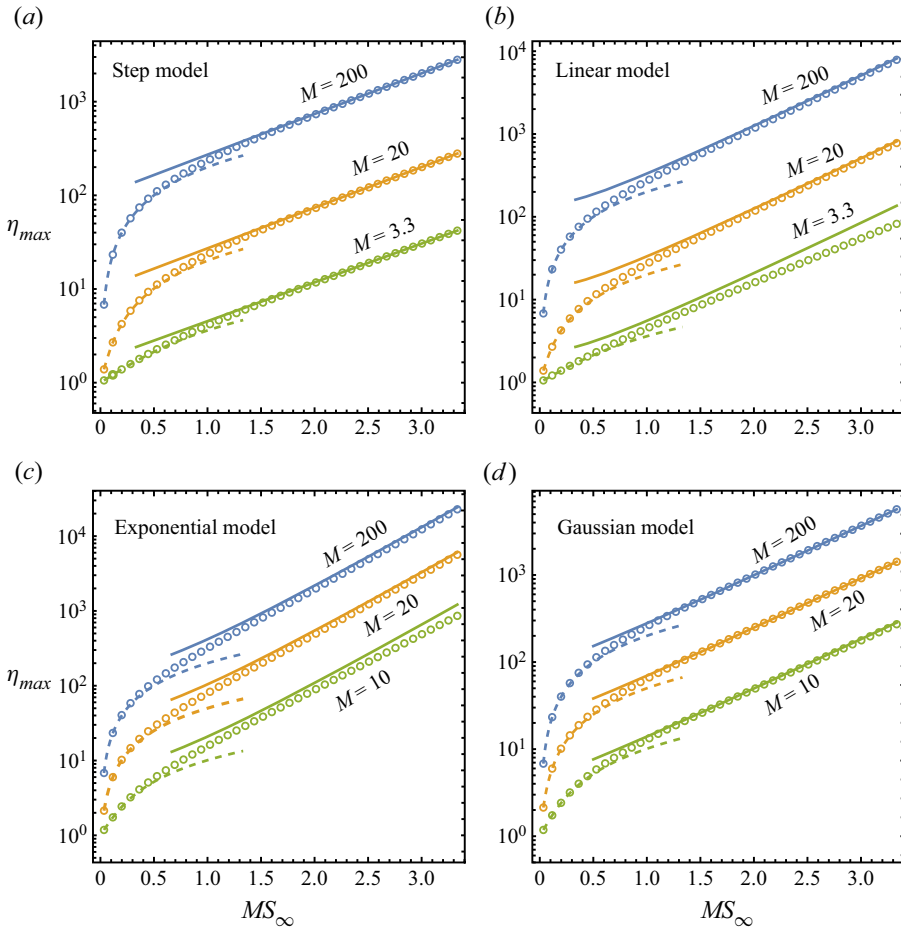 (a)
Step model
M = 200
M = 20
M = 3.3
η_max
10^3
10^2
10^1
10^0
0 0.5 1.0 1.5 2.0 2.5 3.0
(b)
Linear model
M = 200
M = 20
M = 3.3
10^4
10^3
10^2
10^1
10^0
0 0.5 1.0 1.5 2.0 2.5 3.0
(c)
Exponential model
M = 200
M = 20
M = 10
η_max
10^4
10^3
10^2
10^1
10^0
0 0.5 1.0 1.5 2.0 2.5 3.0
MS_∞
(d)
Gaussian model
M = 200
M = 20
M = 10
10^3
10^2
10^1
10^0
0 0.5 1.0 1.5 2.0 2.5 3.0
MS_∞